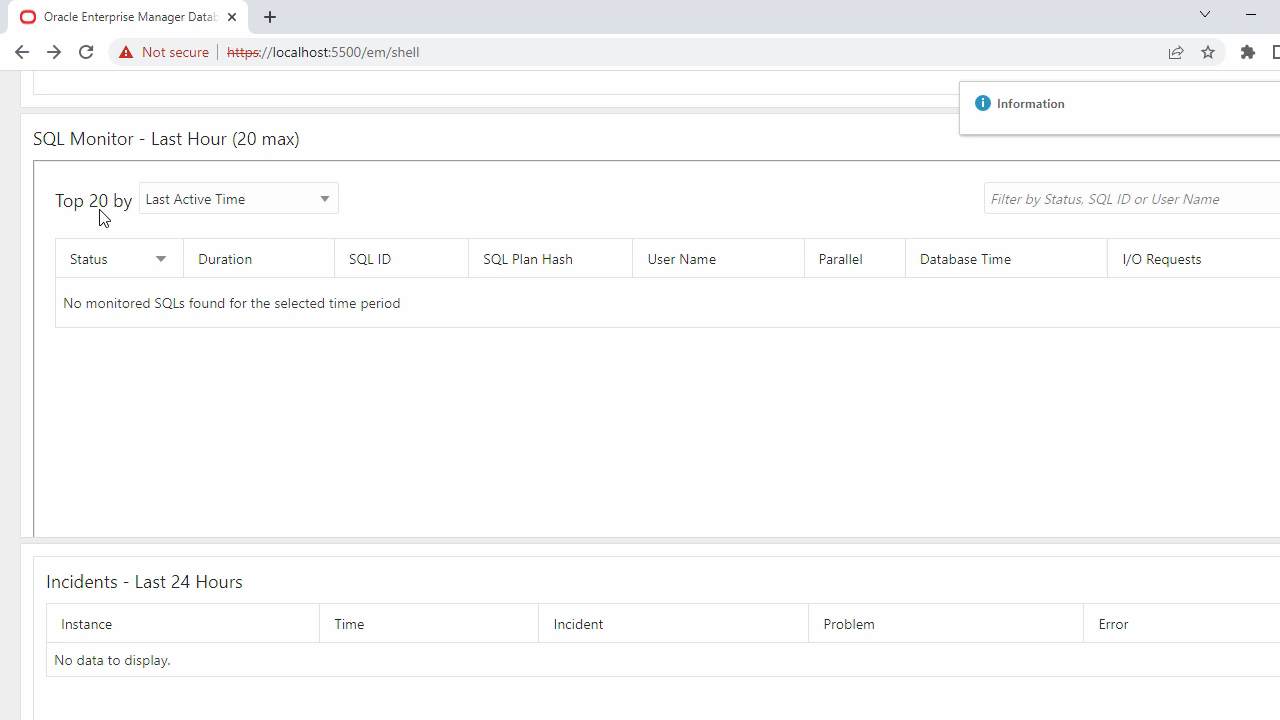 Oracle Enterprise Manager Datab
Not secure
https://localhost:5500/em/shell
Information
SQL Monitor - Last Hour (20 max)
Top 20 by Last Active Time
Filter by Status, SQL ID or User Name
Status Duration SQL ID SQL Plan Hash User Name Parallel Database Time I/O Requests
No monitored SQLs found for the selected time period
Incidents - Last 24 Hours
Instance Time Incident Problem Error
No data to display.